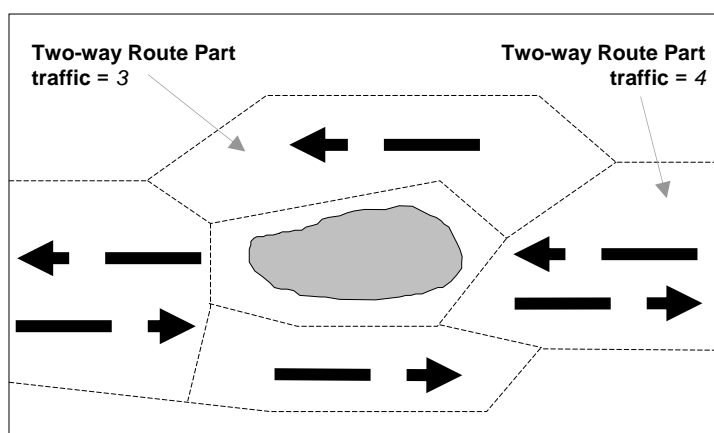 Two-way Route Part
traffic = 3
Two-way Route Part
traffic = 4